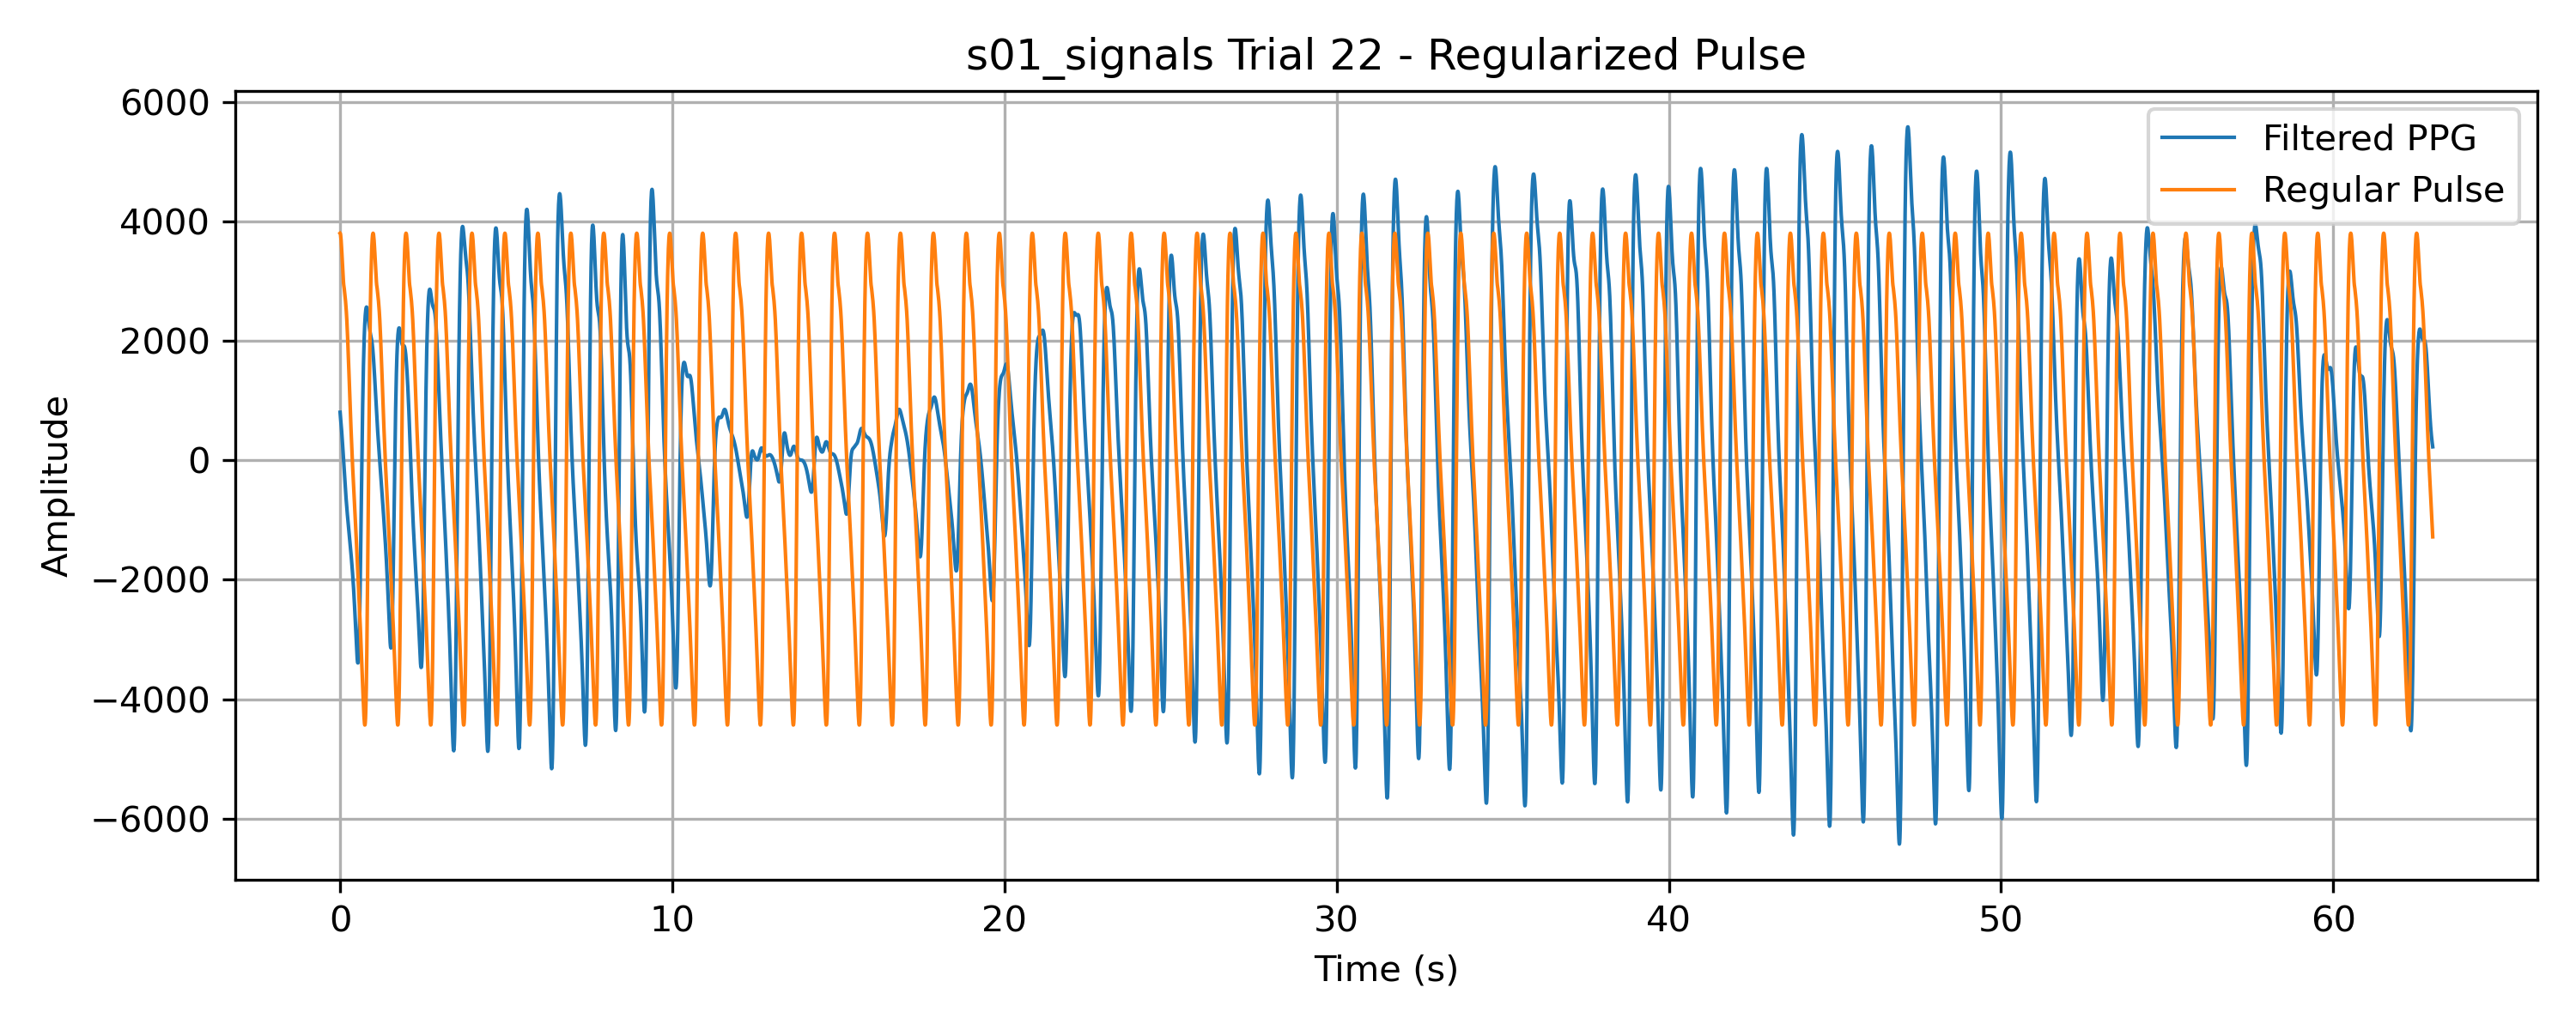 s01_signals Trial 22 - Regularized Pulse
6000
4000
2000
0
−2000
−4000
−6000
Amplitude
Filtered PPG
Regular Pulse
0 10 20 30 40 50 60
Time (s)